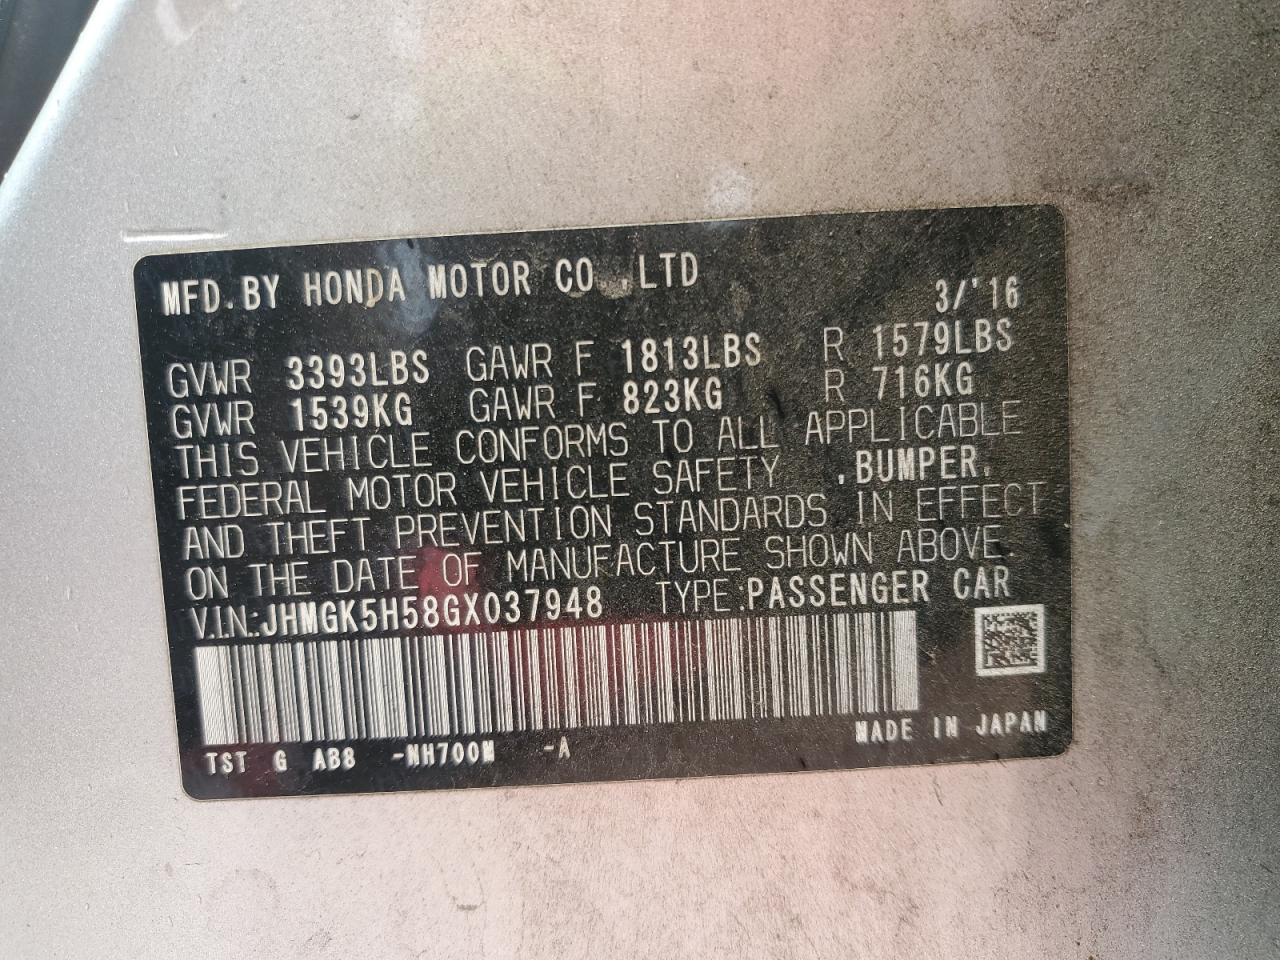 MFD.BY HONDA MOTOR CO.,LTD 3/'16
GVWR 3393LBS GAWR F 1813LBS R 1579LBS
GVWR 1539KG GAWR F 823KG R 716KG
THIS VEHICLE CONFORMS TO ALL APPLICABLE
FEDERAL MOTOR VEHICLE SAFETY ,BUMPER,
AND THEFT PREVENTION STANDARDS IN EFFECT
ON THE DATE OF MANUFACTURE SHOWN ABOVE.
V.I.N.:JHMGK5H58GX037948 TYPE:PASSENGER CAR
TST G AB8 -NH700M -A MADE IN JAPAN